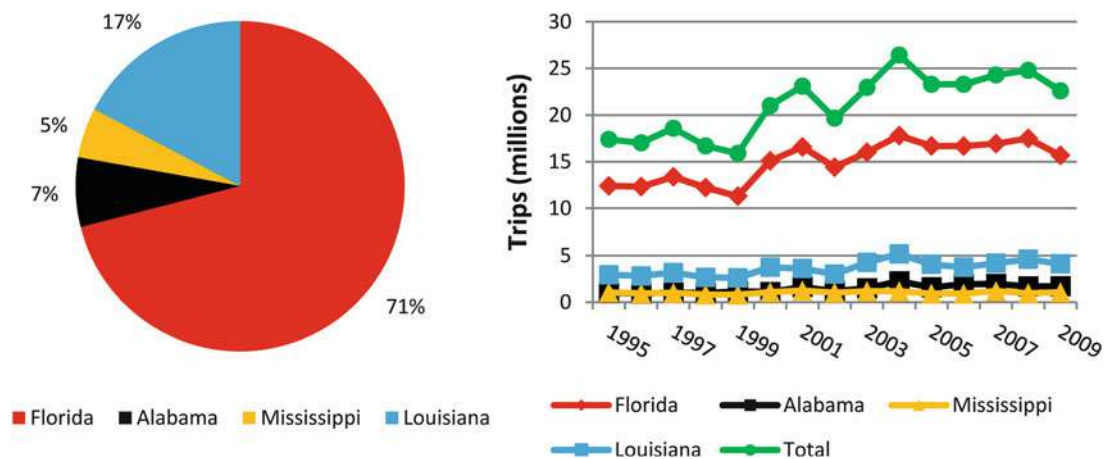 17%
5%
7%
71%
Florida Alabama Mississippi Louisiana
Trips (millions)
30
25
20
15
10
5
0
1995 1997 1999 2001 2003 2005 2007 2009
Florida Alabama Mississippi
Louisiana Total